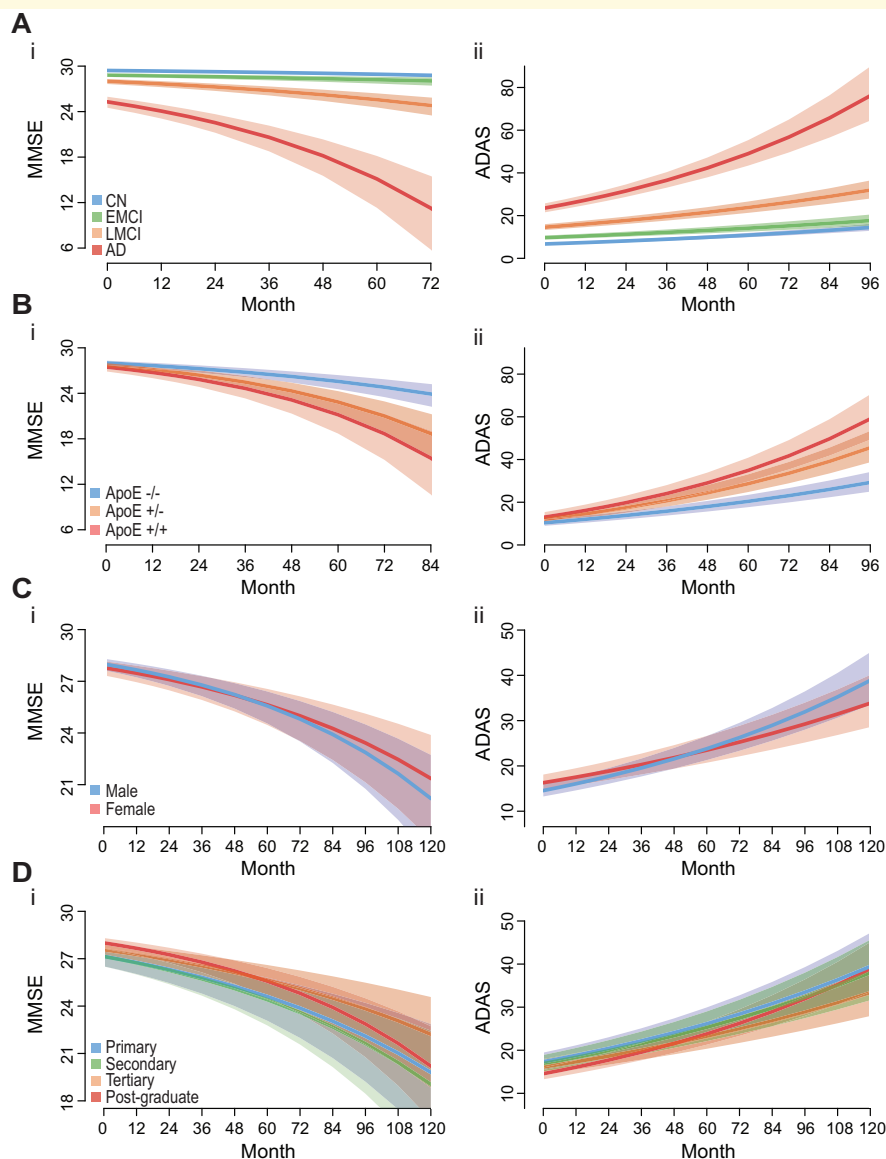 A
i
ii
MMSE
30
24
18
12
6
CN
EMCI
LMCI
AD
0 12 24 36 48 60 72
Month
ADAS
80
60
40
20
0
0 12 24 36 48 60 72 84 96
Month
B
i
ii
MMSE
30
24
18
12
6
ApoE -/-
ApoE +/-
ApoE +/+
0 12 24 36 48 60 72 84
Month
ADAS
80
60
40
20
0
0 12 24 36 48 60 72 84 96
Month
C
i
ii
MMSE
30
27
24
21
Male
Female
0 12 24 36 48 60 72 84 96 108 120
Month
ADAS
50
40
30
20
10
0 12 24 36 48 60 72 84 96 108 120
Month
D
i
ii
MMSE
30
27
24
21
18
Primary
Secondary
Tertiary
Post-graduate
0 12 24 36 48 60 72 84 96 108 120
Month
ADAS
50
40
30
20
10
0 12 24 36 48 60 72 84 96 108 120
Month